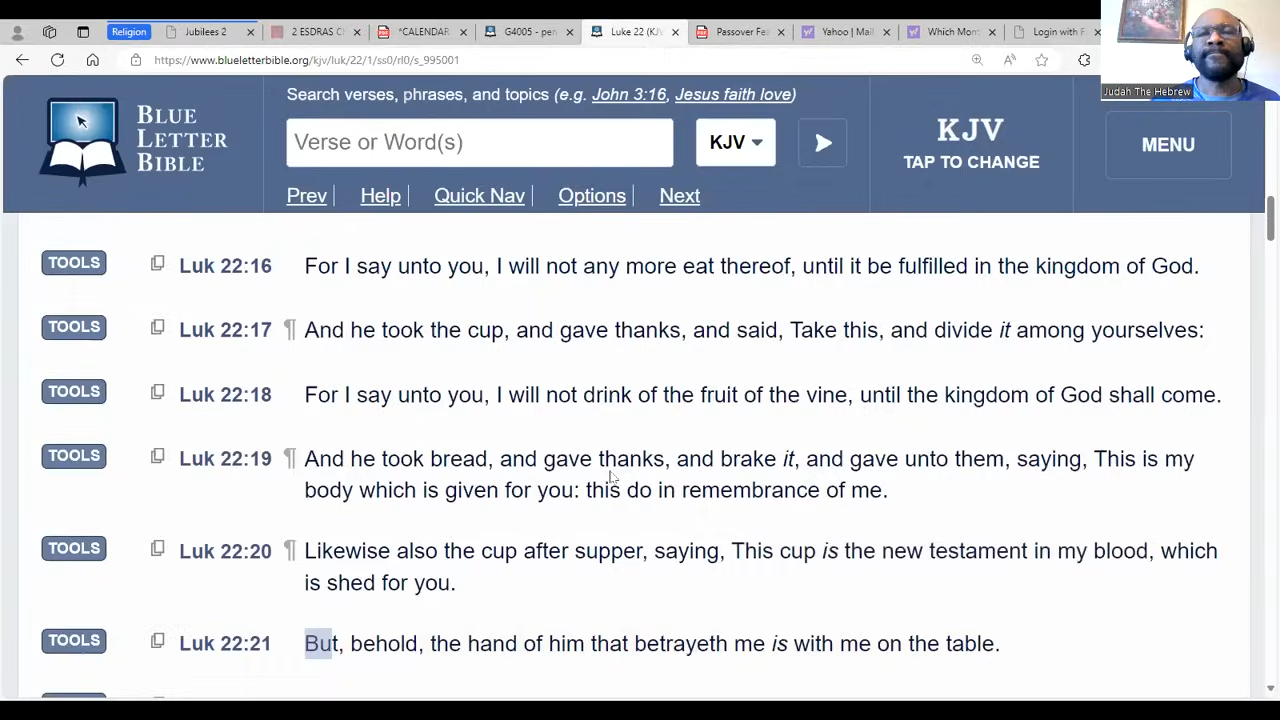 Religion
Jubilees 2
2 ESDRAS C
*CALENDAR
G4005 - pen
Luke 22 (KJV
Passover Fea
Yahoo | Mail
Which Mon
Login with F
https://www.blueletterbible.org/kjv/luk/22/1/ss0/rl0/s_995001
Judah The Hebrew
BLUE
LETTER
BIBLE
Search verses, phrases, and topics (e.g. John 3:16, Jesus faith love)
Verse or Word(s)
KJV
Prev
Help
Quick Nav
Options
Next
KJV
TAP TO CHANGE
MENU
TOOLS Luk 22:16 For I say unto you, I will not any more eat thereof, until it be fulfilled in the kingdom of God.
TOOLS Luk 22:17 ¶ And he took the cup, and gave thanks, and said, Take this, and divide it among yourselves:
TOOLS Luk 22:18 For I say unto you, I will not drink of the fruit of the vine, until the kingdom of God shall come.
TOOLS Luk 22:19 ¶ And he took bread, and gave thanks, and brake it, and gave unto them, saying, This is my
body which is given for you: this do in remembrance of me.
TOOLS Luk 22:20 ¶ Likewise also the cup after supper, saying, This cup is the new testament in my blood, which
is shed for you.
TOOLS Luk 22:21 But, behold, the hand of him that betrayeth me is with me on the table.